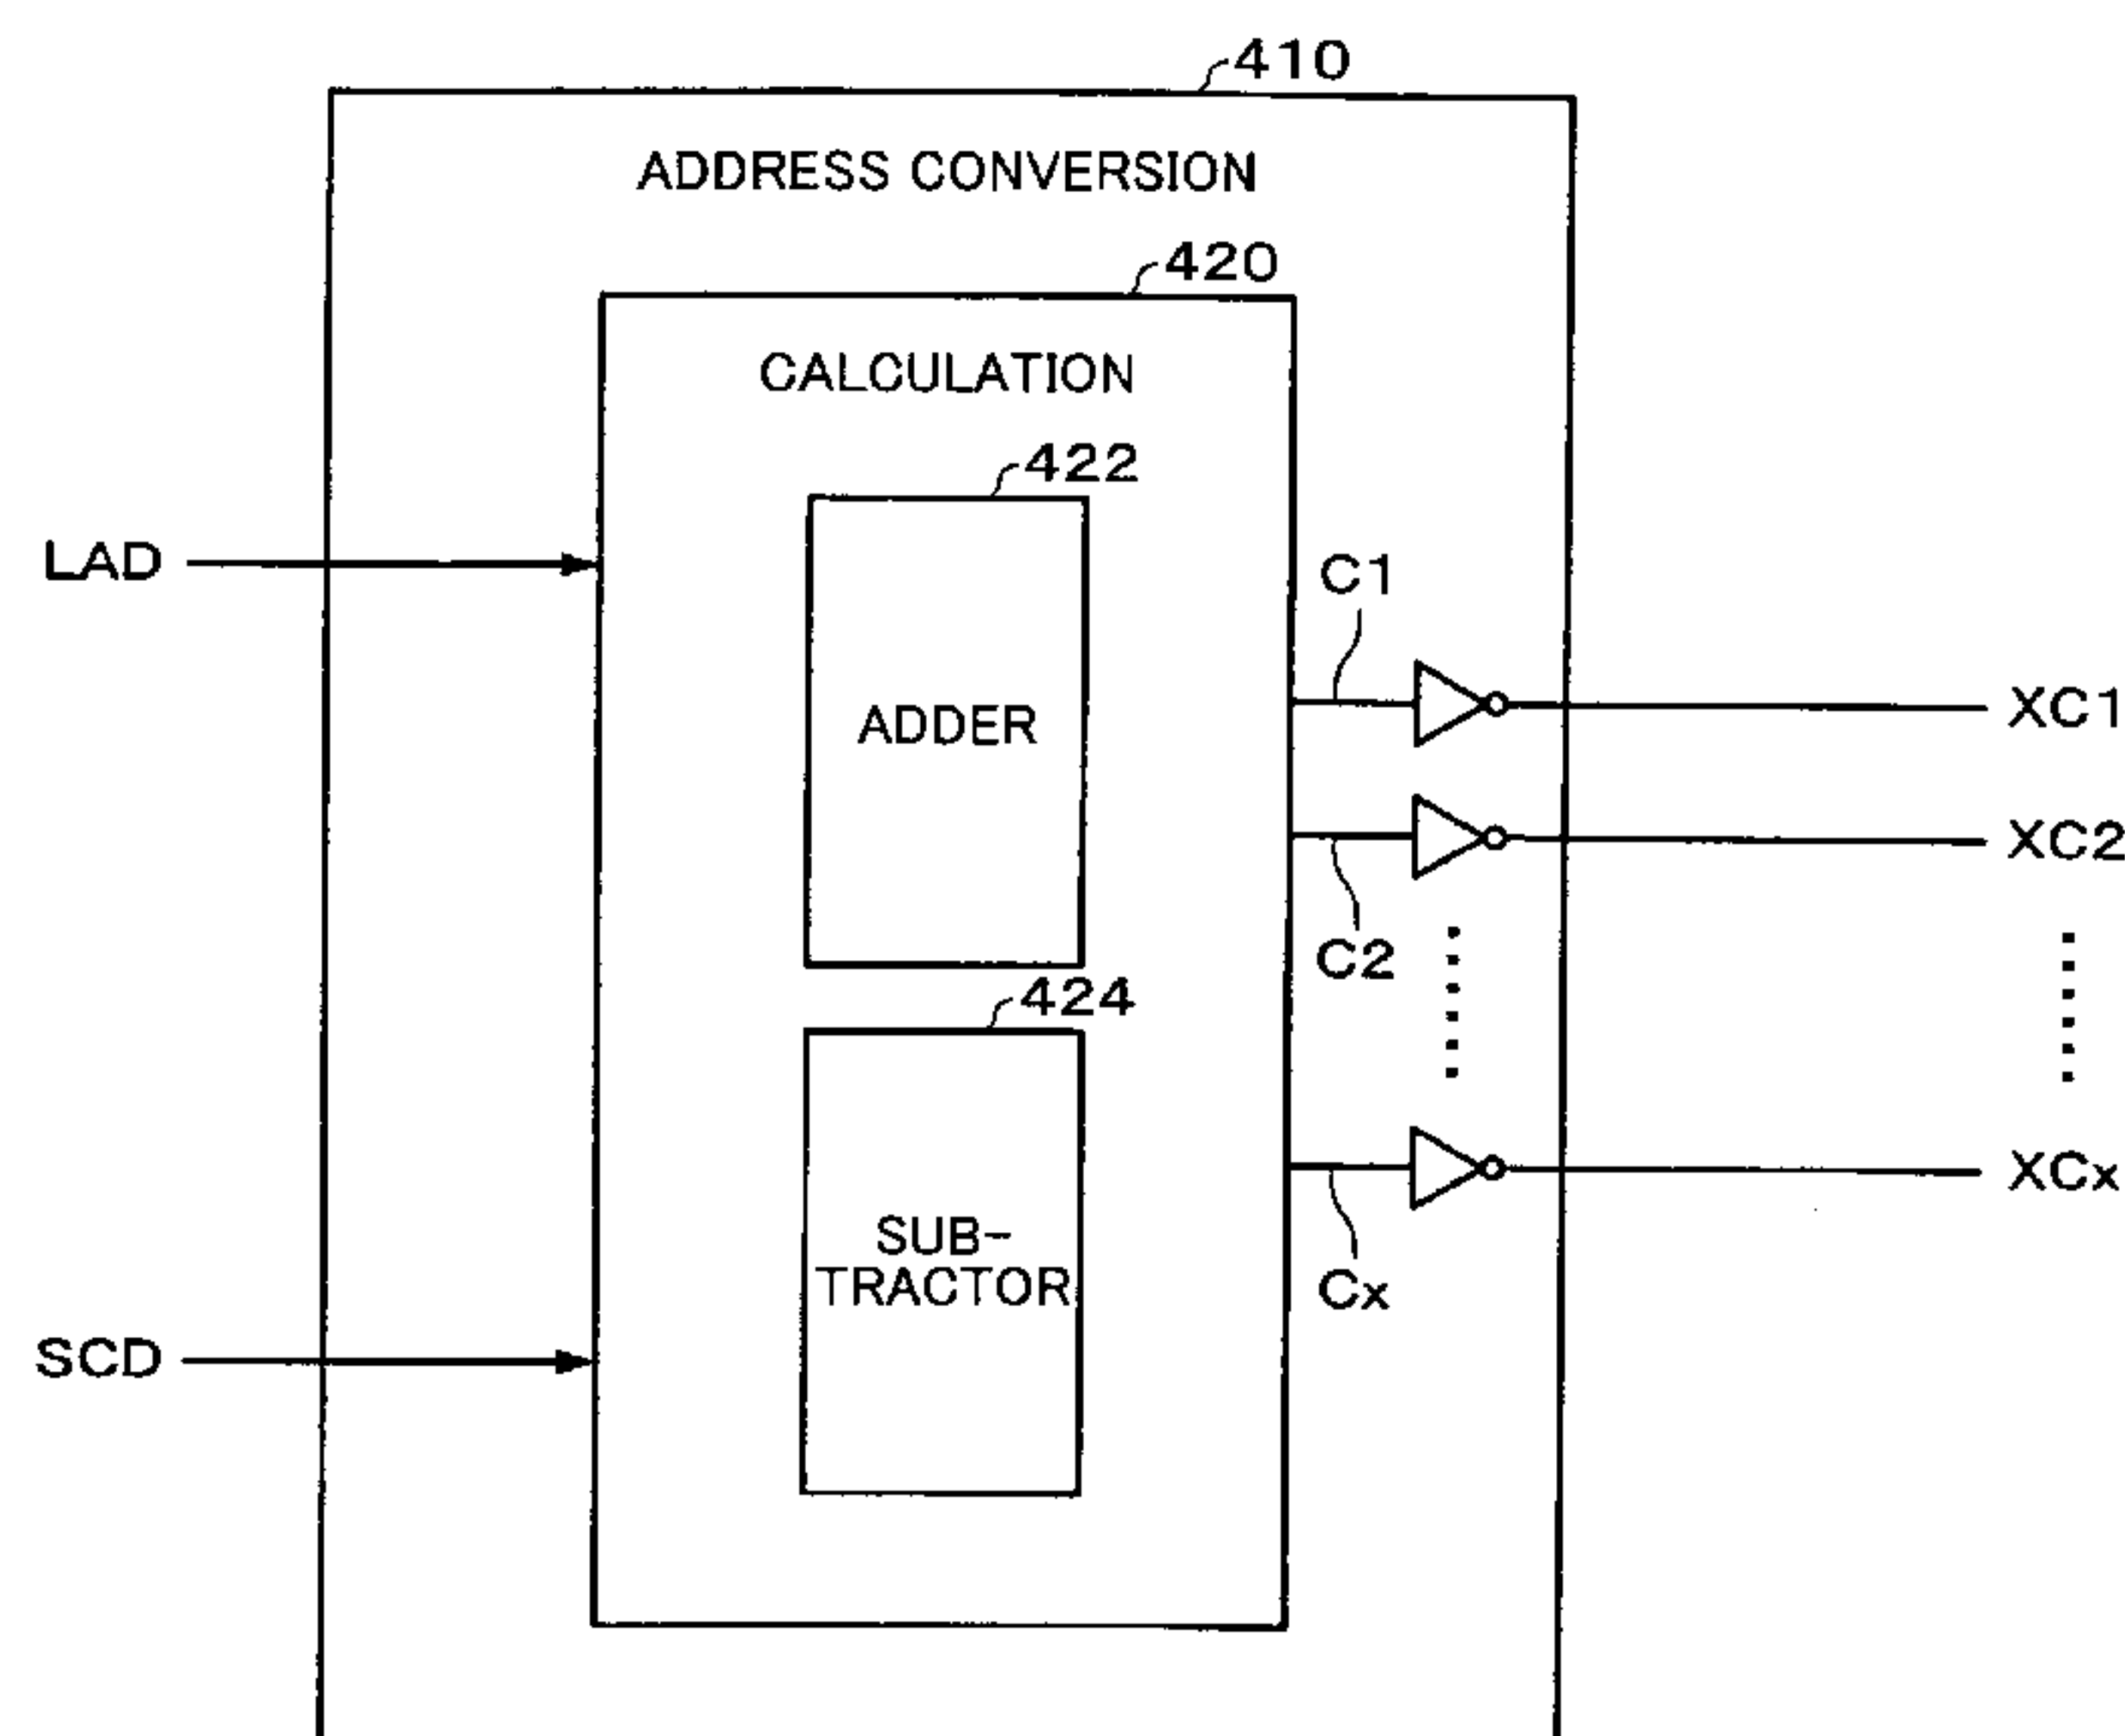 410
ADDRESS CONVERSION
420
CALCULATION
422
LAD
C1
ADDER
XC1
XC2
C2
424
XCx
SUB-
TRACTOR
Cx
SCD